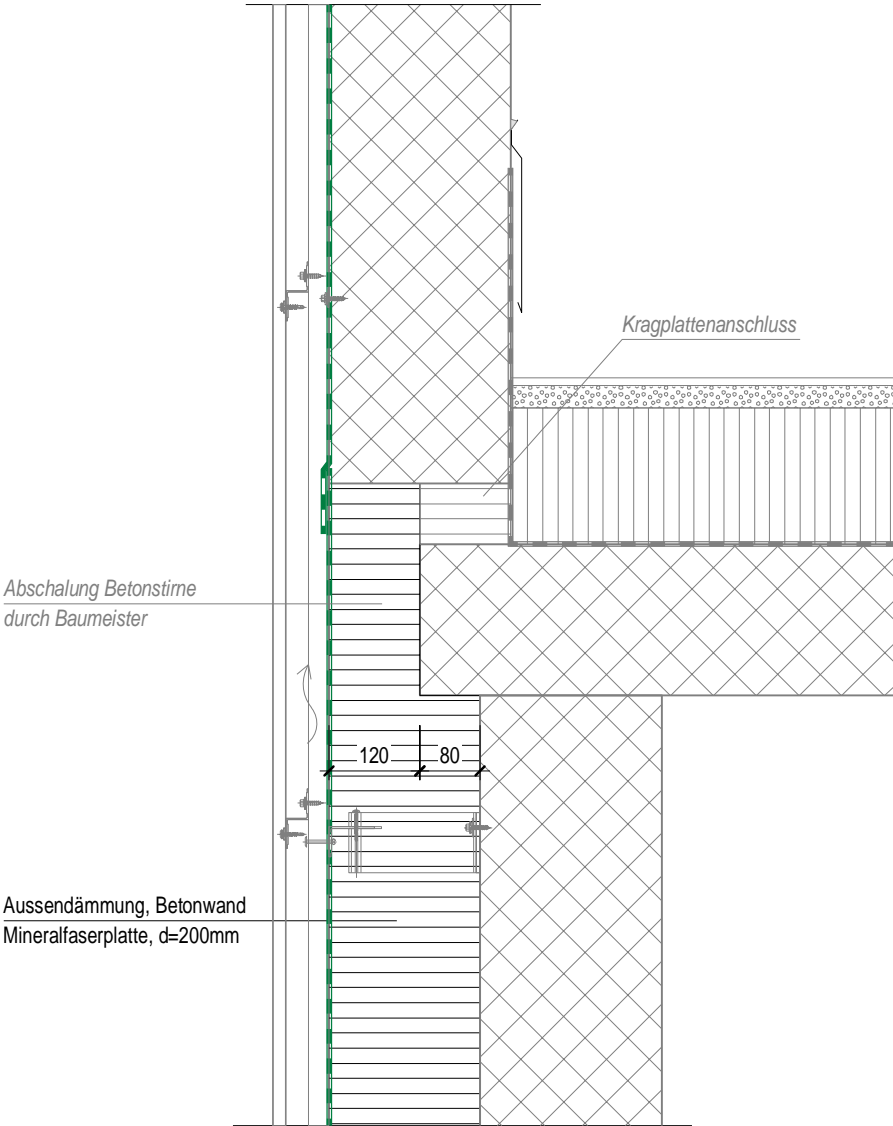 Kragplattenanschluss
Abschalung Betonstirne
durch Baumeister
120
80
Aussendämmung, Betonwand
Mineralfaserplatte, d=200mm